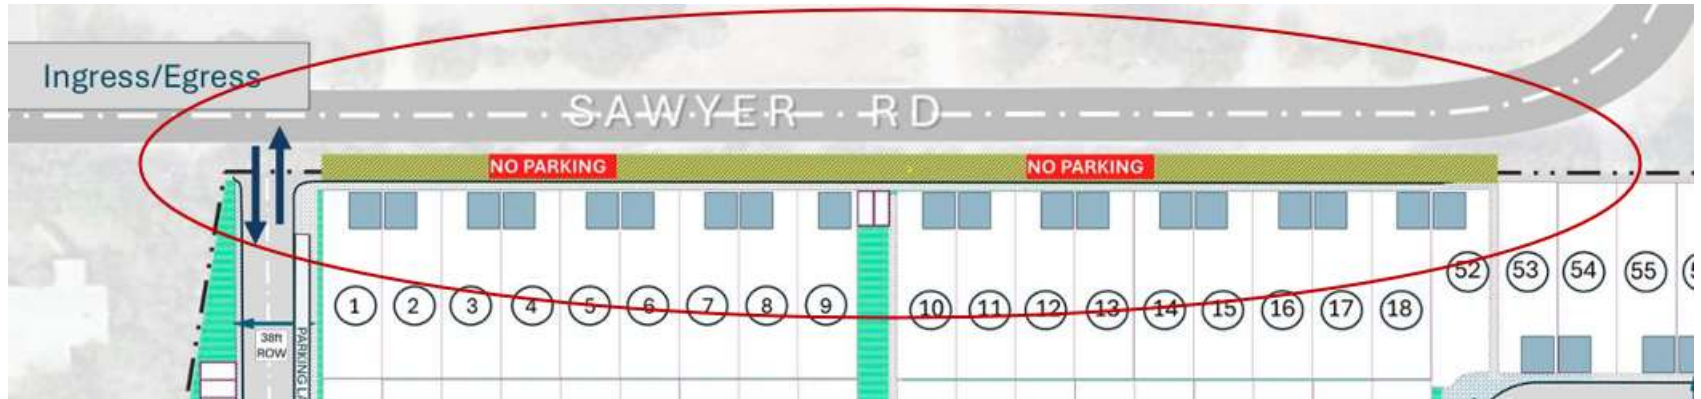 Ingress/Egress
SAWYER RD
NO PARKING NO PARKING
52 53 54 55
1 2 3 4 5 6 7 8 9 10 11 12 13 14 15 16 17 18
38ft
ROW
PARKING